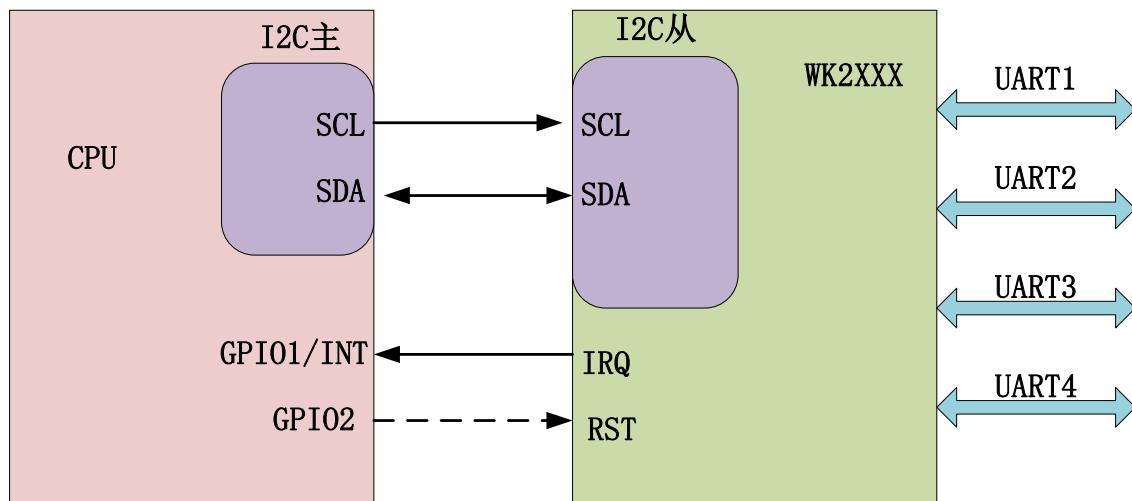 I2C主
SCL
SDA
CPU
GPIO1/INT
GPIO2
I2C从
WK2XXX
SCL
SDA
IRQ
RST
UART1
UART2
UART3
UART4